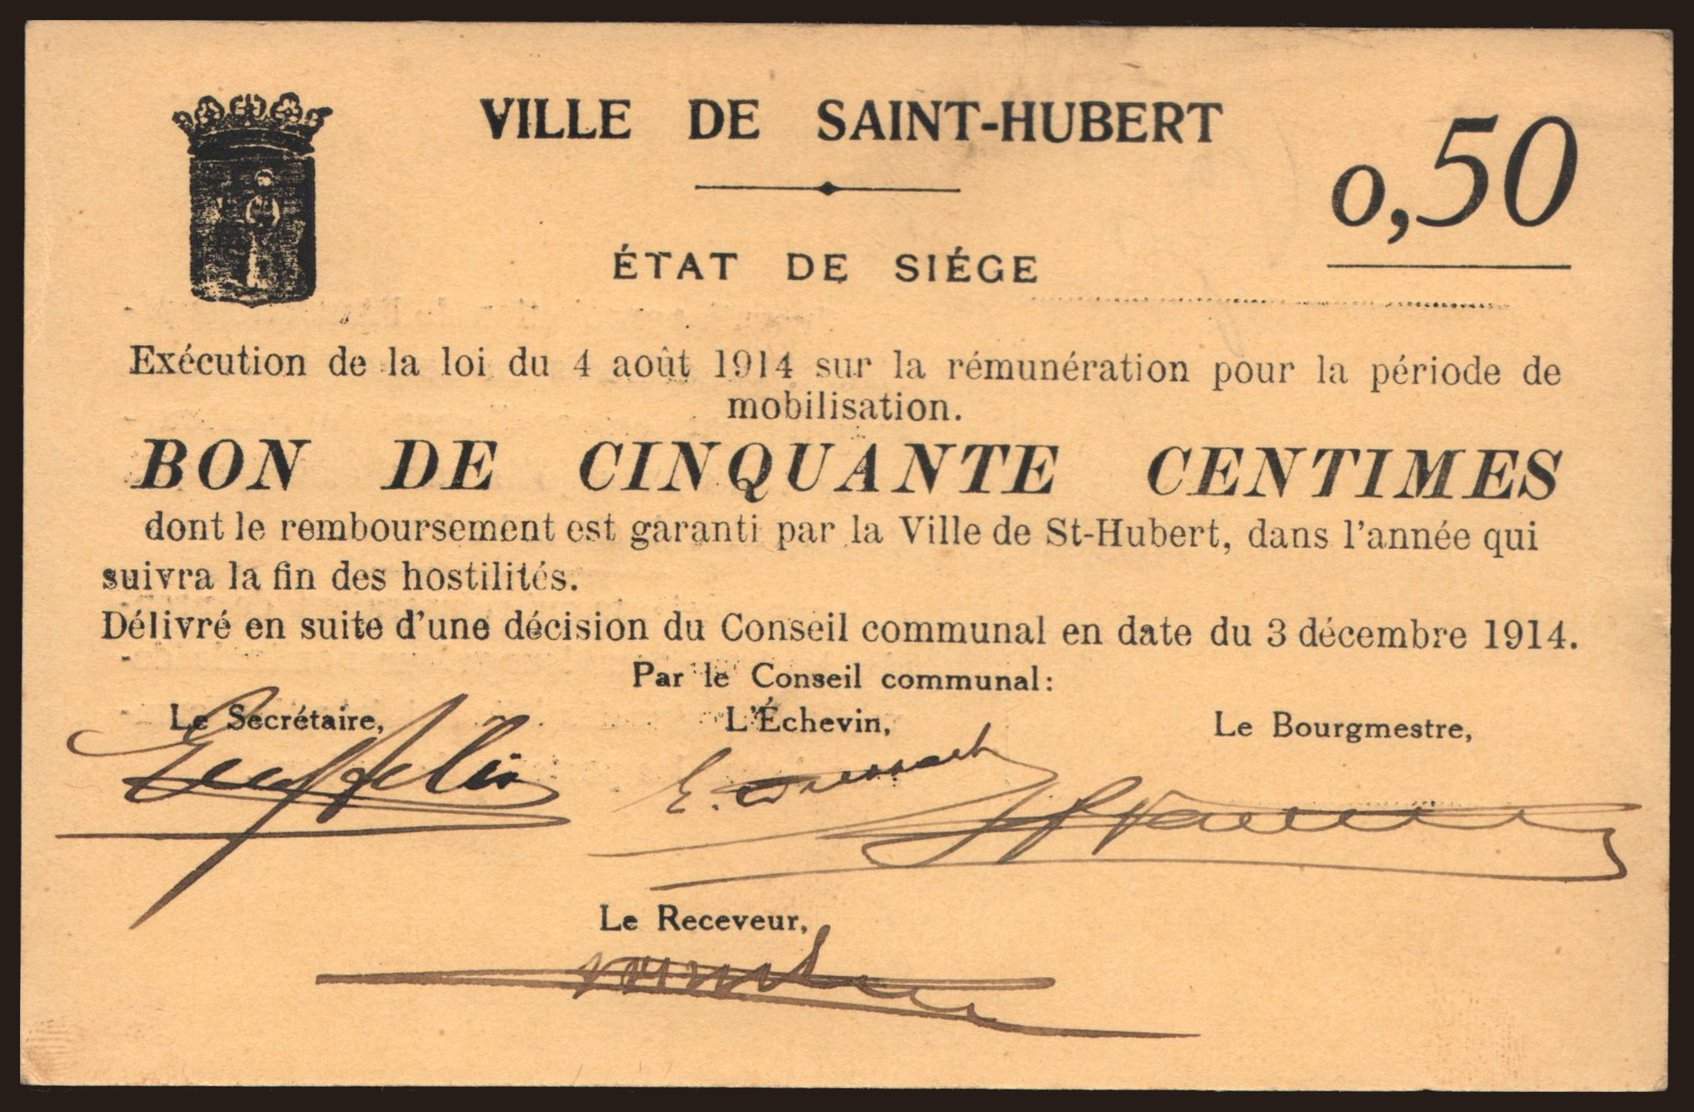 VILLE DE SAINT-HUBERT
0,50
ÉTAT DE SIÉGE
Exécution de la loi du 4 août 1914 sur la rémunération pour la période de
mobilisation.
BON DE CINQUANTE CENTIMES
dont le remboursement est garanti par la Ville de St-Hubert, dans l'année qui
suivra la fin des hostilités.
Délivré en suite d'une décision du Conseil communal en date du 3 décembre 1914.
Par le Conseil communal:
Le Secrétaire, L'Échevin, Le Bourgmestre,
Le Receveur,